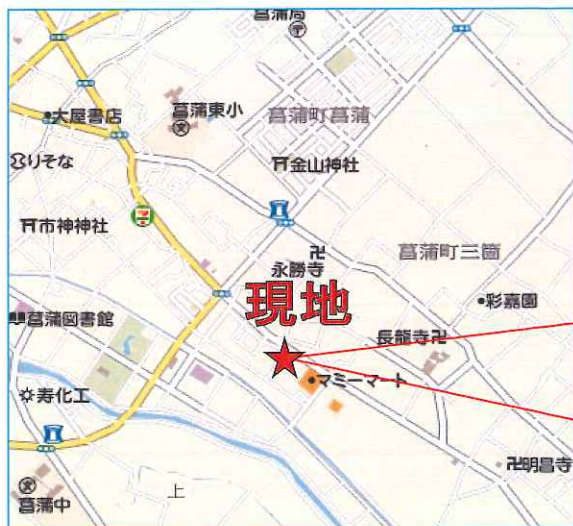 菖蒲局
大屋書店
菖蒲東小
菖蒲町菖蒲
りそな
金山神社
市神神社
菖蒲町三箇
永勝寺
彩嘉園
現地
菖蒲図書館
長龍寺
マミーマート
寿化工
明昌寺
上
菖蒲中